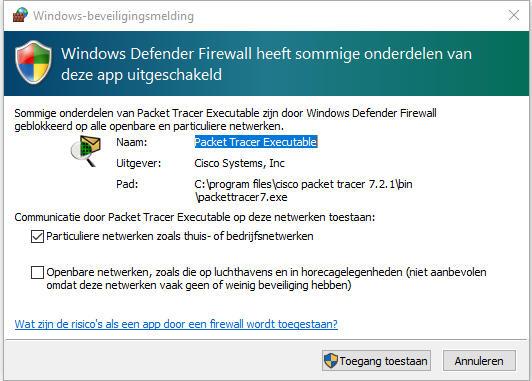 Windows-beveiligingsmelding
Windows Defender Firewall heeft sommige onderdelen van
deze app uitgeschakeld
Sommige onderdelen van Packet Tracer Executable zijn door Windows Defender Firewall
geblokkeerd op alle openbare en particuliere netwerken.
Naam: Packet Tracer Executable
Uitgever: Cisco Systems, Inc
Pad: C:\program files\cisco packet tracer 7.2.1\bin
\packettracer7.exe
Communicatie door Packet Tracer Executable op deze netwerken toestaan:
Particuliere netwerken zoals thuis- of bedrijfsnetwerken
Openbare netwerken, zoals die op luchthavens en in horecagelegenheden (niet aanbevolen
omdat deze netwerken vaak geen of weinig beveiliging hebben)
Wat zijn de risico's als een app door een firewall wordt toegestaan?
Toegang toestaan Annuleren